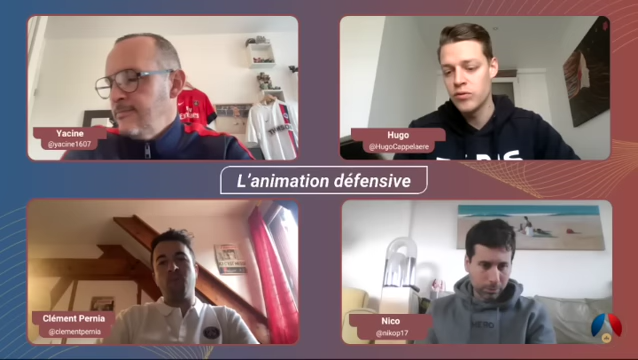 Yacine
@yacine1607
Hugo
@HugoCappelaere
L'animation défensive
Clément Pernia
@clementpernia
Nico
@nikop17